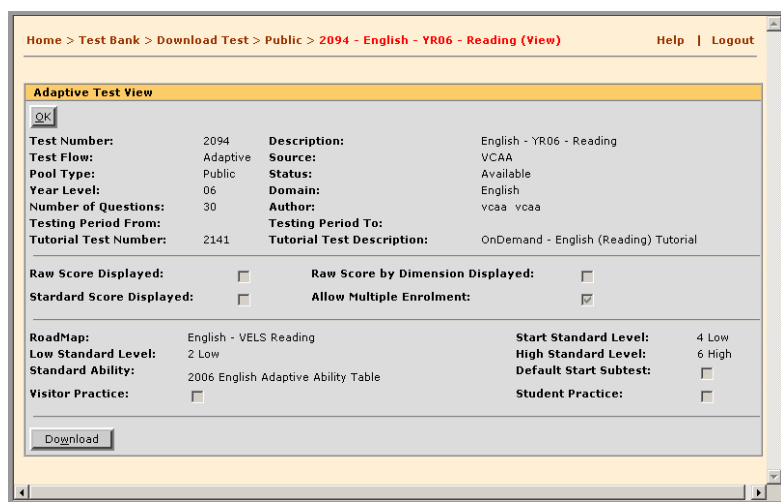 Home > Test Bank > Download Test > Public > 2094 - English - YR06 - Reading (View) Help | Logout
Adaptive Test View
OK
Test Number: 2094 Description: English - YR06 - Reading
Test Flow: Adaptive Source: VCAA
Pool Type: Public Status: Available
Year Level: 06 Domain: English
Number of Questions: 30 Author: vcaa vcaa
Testing Period From: Testing Period To:
Tutorial Test Number: 2141 Tutorial Test Description: OnDemand - English (Reading) Tutorial
Raw Score Displayed: Raw Score by Dimension Displayed:
Stardard Score Displayed: Allow Multiple Enrolment:
RoadMap: English - VELS Reading Start Standard Level: 4 Low
Low Standard Level: 2 Low High Standard Level: 6 High
Standard Ability: 2006 English Adaptive Ability Table Default Start Subtest:
Visitor Practice: Student Practice:
Download